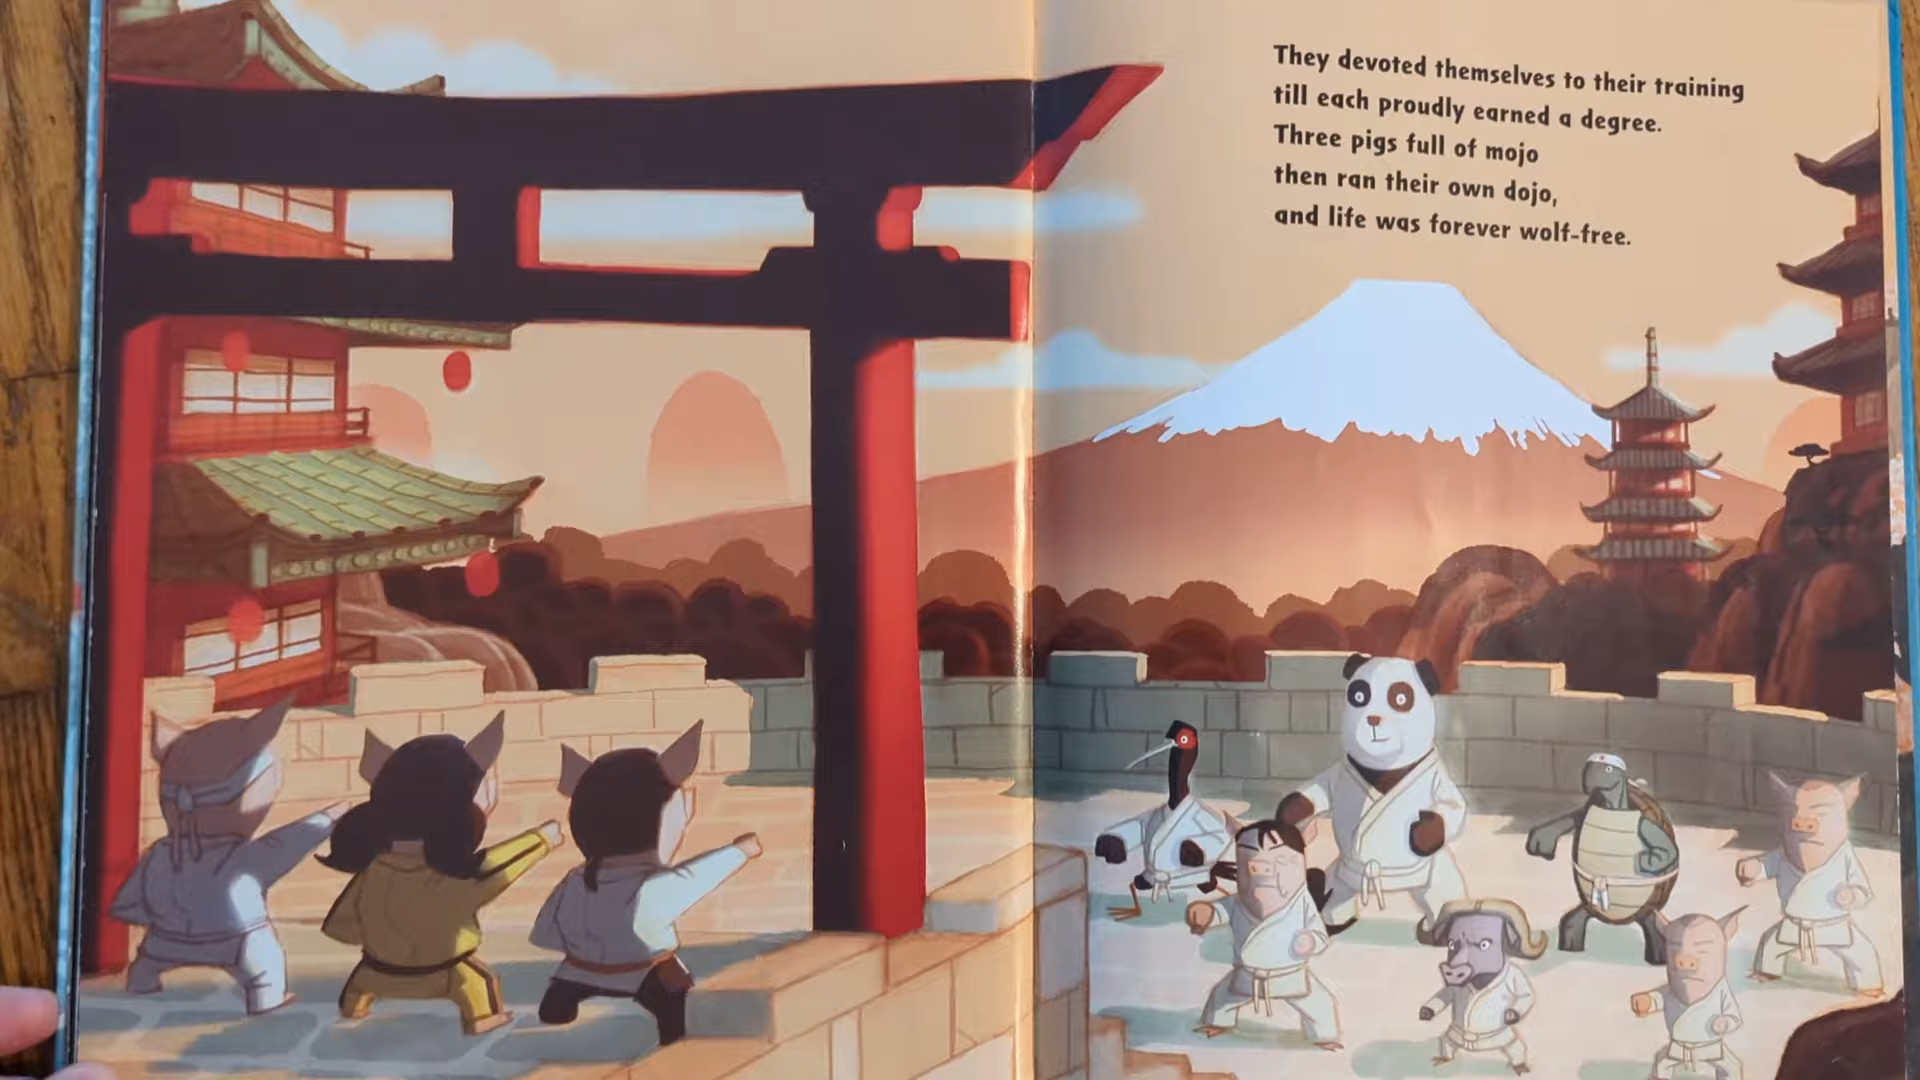 They devoted themselves to their training
till each proudly earned a degree.
Three pigs full of mojo
then ran their own dojo,
and life was forever wolf-free.